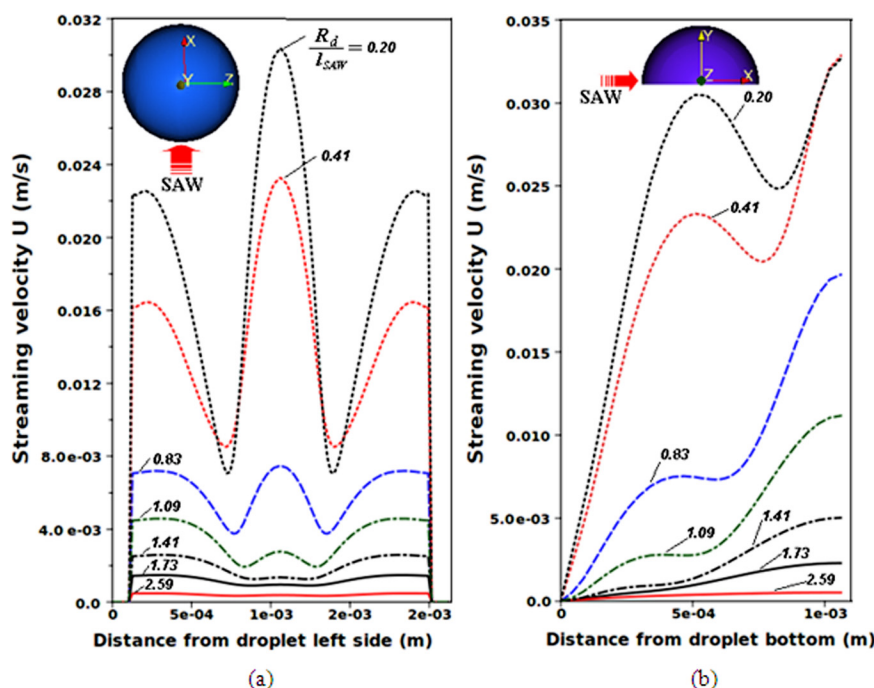 0.032
0.028
0.024
0.020
0.016
0.012
8.0e-03
4.0e-03
0.0
Streaming velocity U (m/s)
X
Y
Z
SAW
R_d / l_SAW = 0.20
0.41
0.83
1.09
1.41
1.73
2.59
0
5e-04
1e-03
2e-03
2e-03
Distance from droplet left side (m)
(a)
0.035
0.030
0.025
0.020
0.015
0.010
5.0e-03
0.0
Streaming velocity U (m/s)
Y
Z
X
SAW
0.20
0.41
0.83
1.09
1.41
1.73
2.59
0
5e-04
1e-03
Distance from droplet bottom (m)
(b)